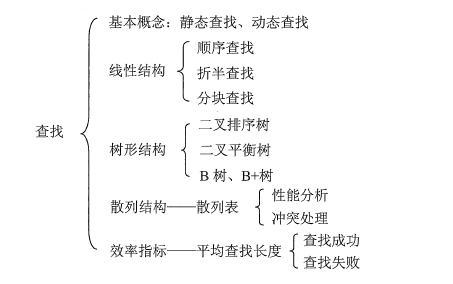 查找
基本概念：静态查找、动态查找
线性结构
顺序查找
折半查找
分块查找
树形结构
二叉排序树
二叉平衡树
B 树、B+树
散列结构——散列表
性能分析
冲突处理
效率指标——平均查找长度
查找成功
查找失败